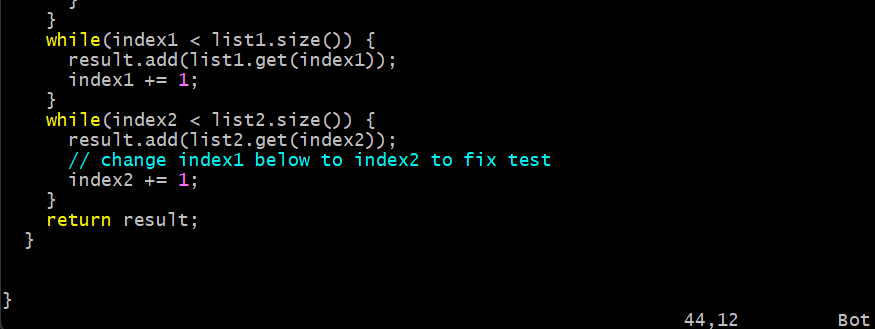 }
}
while(index1 < list1.size()) {
result.add(list1.get(index1));
index1 += 1;
}
while(index2 < list2.size()) {
result.add(list2.get(index2));
// change index1 below to index2 to fix test
index2 += 1;
}
return result;
}
}
44,12 Bot